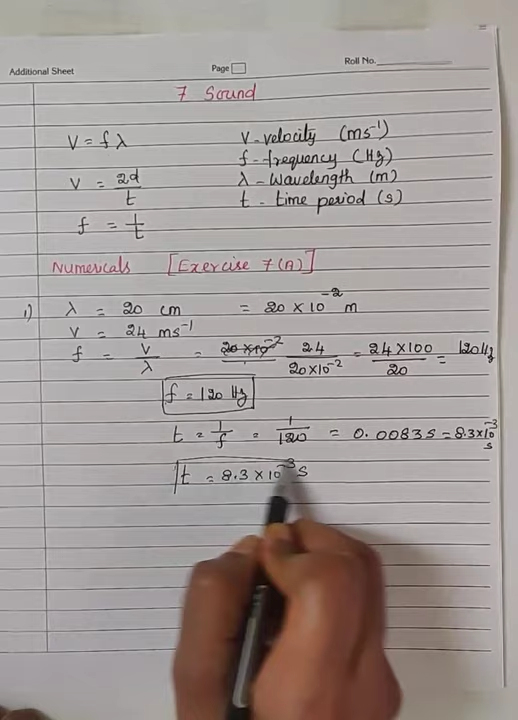 Additional Sheet Page Roll No.
7 Sound
V = fλ V - velocity (ms⁻¹)
f - frequency (Hz)
V = 2d/t λ - Wavelength (m)
t - time period (s)
f = 1/t
Numericals [Exercise 7(A)]
1) λ = 20 cm = 20 × 10⁻² m
V = 24 ms⁻¹
f = V/λ = 24/20×10⁻² = 24×100/20 = 120Hz
f = 120 Hz
t = 1/f = 1/120 = 0.0083s = 8.3×10⁻³ s
t = 8.3 × 10⁻³ s